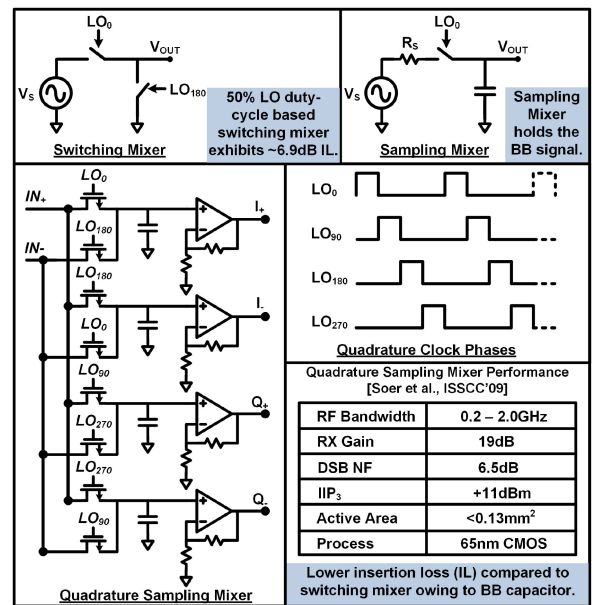 LO0
VOUT
VS
LO180
50% LO duty-
cycle based
switching mixer
exhibits ~6.9dB IL.
Switching Mixer
LO0
RS
VOUT
VS
Sampling
Mixer
holds the
BB signal.
Sampling Mixer
LO0
IN+
I+
LO180
IN-
LO180
I-
LO0
LO90
Q+
LO270
LO270
Q-
LO90
Quadrature Sampling Mixer
LO0
LO90
LO180
LO270
Quadrature Clock Phases
Quadrature Sampling Mixer Performance
[Soer et al., ISSCC'09]
RF Bandwidth 0.2 – 2.0GHz
RX Gain 19dB
DSB NF 6.5dB
IIP3 +11dBm
Active Area <0.13mm²
Process 65nm CMOS
Lower insertion loss (IL) compared to
switching mixer owing to BB capacitor.